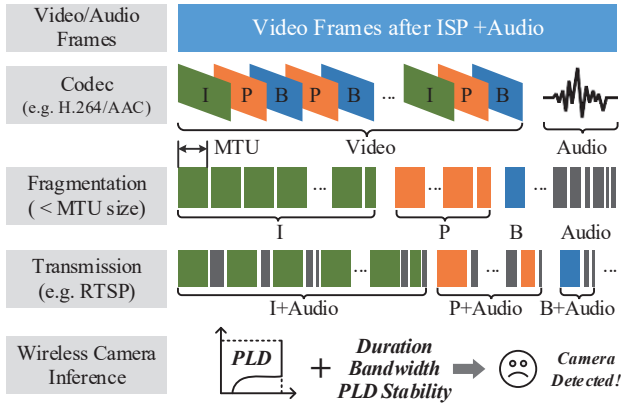 Video/Audio
Frames
Video Frames after ISP +Audio
Codec
(e.g. H.264/AAC)
I P B P B ... I P B
MTU
Video
Audio
Fragmentation
( < MTU size)
... ... ...
I P B Audio
Transmission
(e.g. RTSP)
... ... ...
I+Audio P+Audio B+Audio
Wireless Camera
Inference
PLD
+
Duration
Bandwidth
PLD Stability
Camera
Detected!